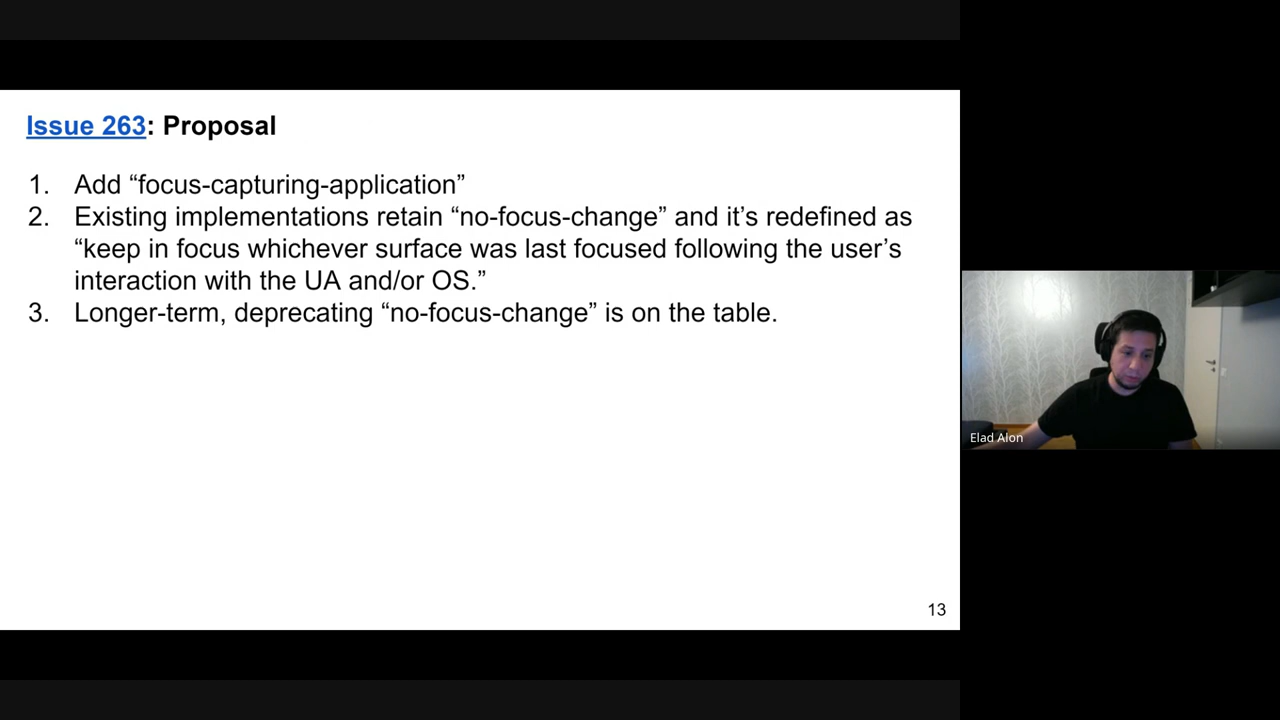 Issue 263: Proposal
1. Add “focus-capturing-application”
2. Existing implementations retain “no-focus-change” and it’s redefined as
“keep in focus whichever surface was last focused following the user’s
interaction with the UA and/or OS.”
3. Longer-term, deprecating “no-focus-change” is on the table.
Elad Alon
13